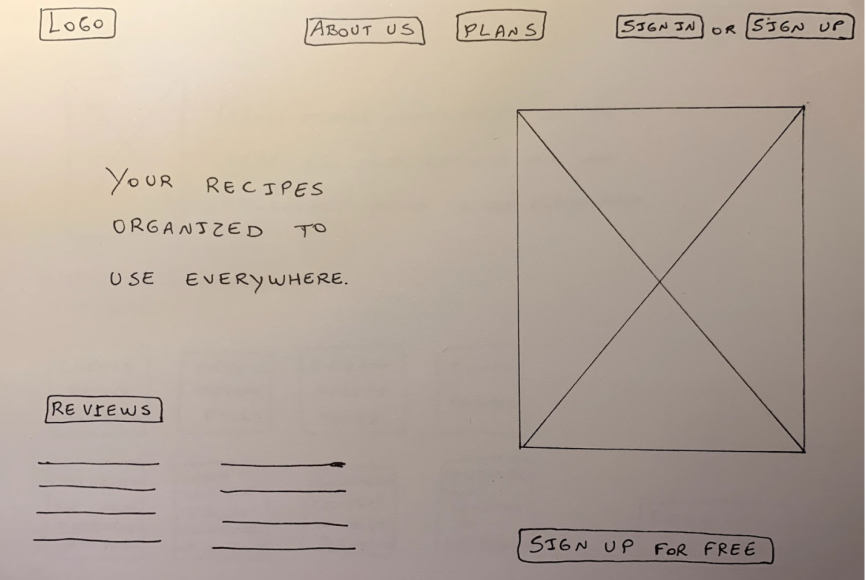 LOGO
ABOUT US
PLANS
SIGN IN OR SIGN UP
YOUR RECIPES
ORGANIZED TO
USE EVERYWHERE.
REVIEWS
SIGN UP FOR FREE